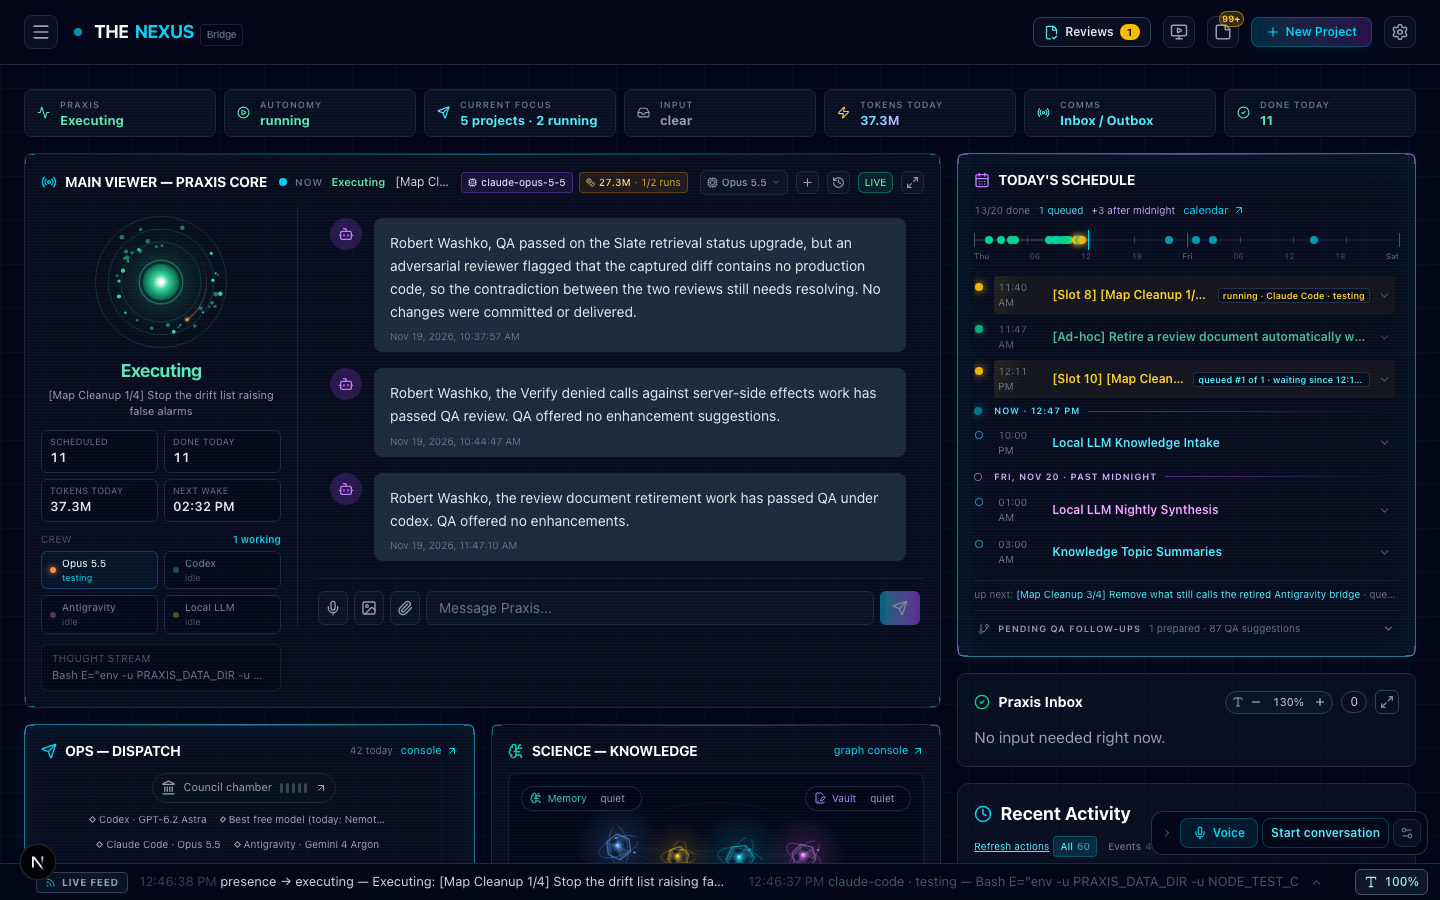 THE NEXUS Bridge
Reviews 1
99+
New Project
PRAXIS
Executing
AUTONOMY
running
CURRENT FOCUS
5 projects · 2 running
INPUT
clear
TOKENS TODAY
37.3M
COMMS
Inbox / Outbox
DONE TODAY
11
MAIN VIEWER — PRAXIS CORE
NOW Executing [Map Cl...
claude-opus-5-5
27.3M · 1/2 runs
Opus 5.5
LIVE
Executing
[Map Cleanup 1/4] Stop the drift list raising
false alarms
SCHEDULED
11
DONE TODAY
11
TOKENS TODAY
37.3M
NEXT WAKE
02:32 PM
CREW 1 working
Opus 5.5
testing
Codex
idle
Antigravity
idle
Local LLM
idle
THOUGHT STREAM
Bash E="env -u PRAXIS_DATA_DIR -u ...
Robert Washko, QA passed on the Slate retrieval status upgrade, but an
adversarial reviewer flagged that the captured diff contains no production
code, so the contradiction between the two reviews still needs resolving. No
changes were committed or delivered.
Nov 19, 2026, 10:37:57 AM
Robert Washko, the Verify denied calls against server-side effects work has
passed QA review. QA offered no enhancement suggestions.
Nov 19, 2026, 10:44:47 AM
Robert Washko, the review document retirement work has passed QA under
codex. QA offered no enhancements.
Nov 19, 2026, 11:47:10 AM
Message Praxis...
TODAY'S SCHEDULE
13/20 done 1 queued +3 after midnight calendar
Thu 06 12 18 Fri 06 12 18 Sat
11:40 AM [Slot 8] [Map Cleanup 1/... running · Claude Code · testing
11:47 AM [Ad-hoc] Retire a review document automatically w...
12:11 PM [Slot 10] [Map Clean... queued #1 of 1 · waiting since 12:1...
NOW · 12:47 PM
10:00 PM Local LLM Knowledge Intake
FRI, NOV 20 · PAST MIDNIGHT
01:00 AM Local LLM Nightly Synthesis
03:00 AM Knowledge Topic Summaries
up next: [Map Cleanup 3/4] Remove what still calls the retired Antigravity bridge · que...
PENDING QA FOLLOW-UPS 1 prepared · 87 QA suggestions
Praxis Inbox
130%
0
No input needed right now.
OPS — DISPATCH
42 today console
Council chamber
Codex · GPT-6.2 Astra
Best free model (today: Nemot...
Claude Code · Opus 5.5
Antigravity · Gemini 4 Argon
SCIENCE — KNOWLEDGE
graph console
Memory quiet
Vault quiet
Recent Activity
Refresh actions All 60 Events 4
Voice
Start conversation
N
LIVE FEED
12:46:38 PM presence → executing — Executing: [Map Cleanup 1/4] Stop the drift list raising fa...
12:46:37 PM claude-code · testing — Bash E="env -u PRAXIS_DATA_DIR -u NODE_TEST_C
100%